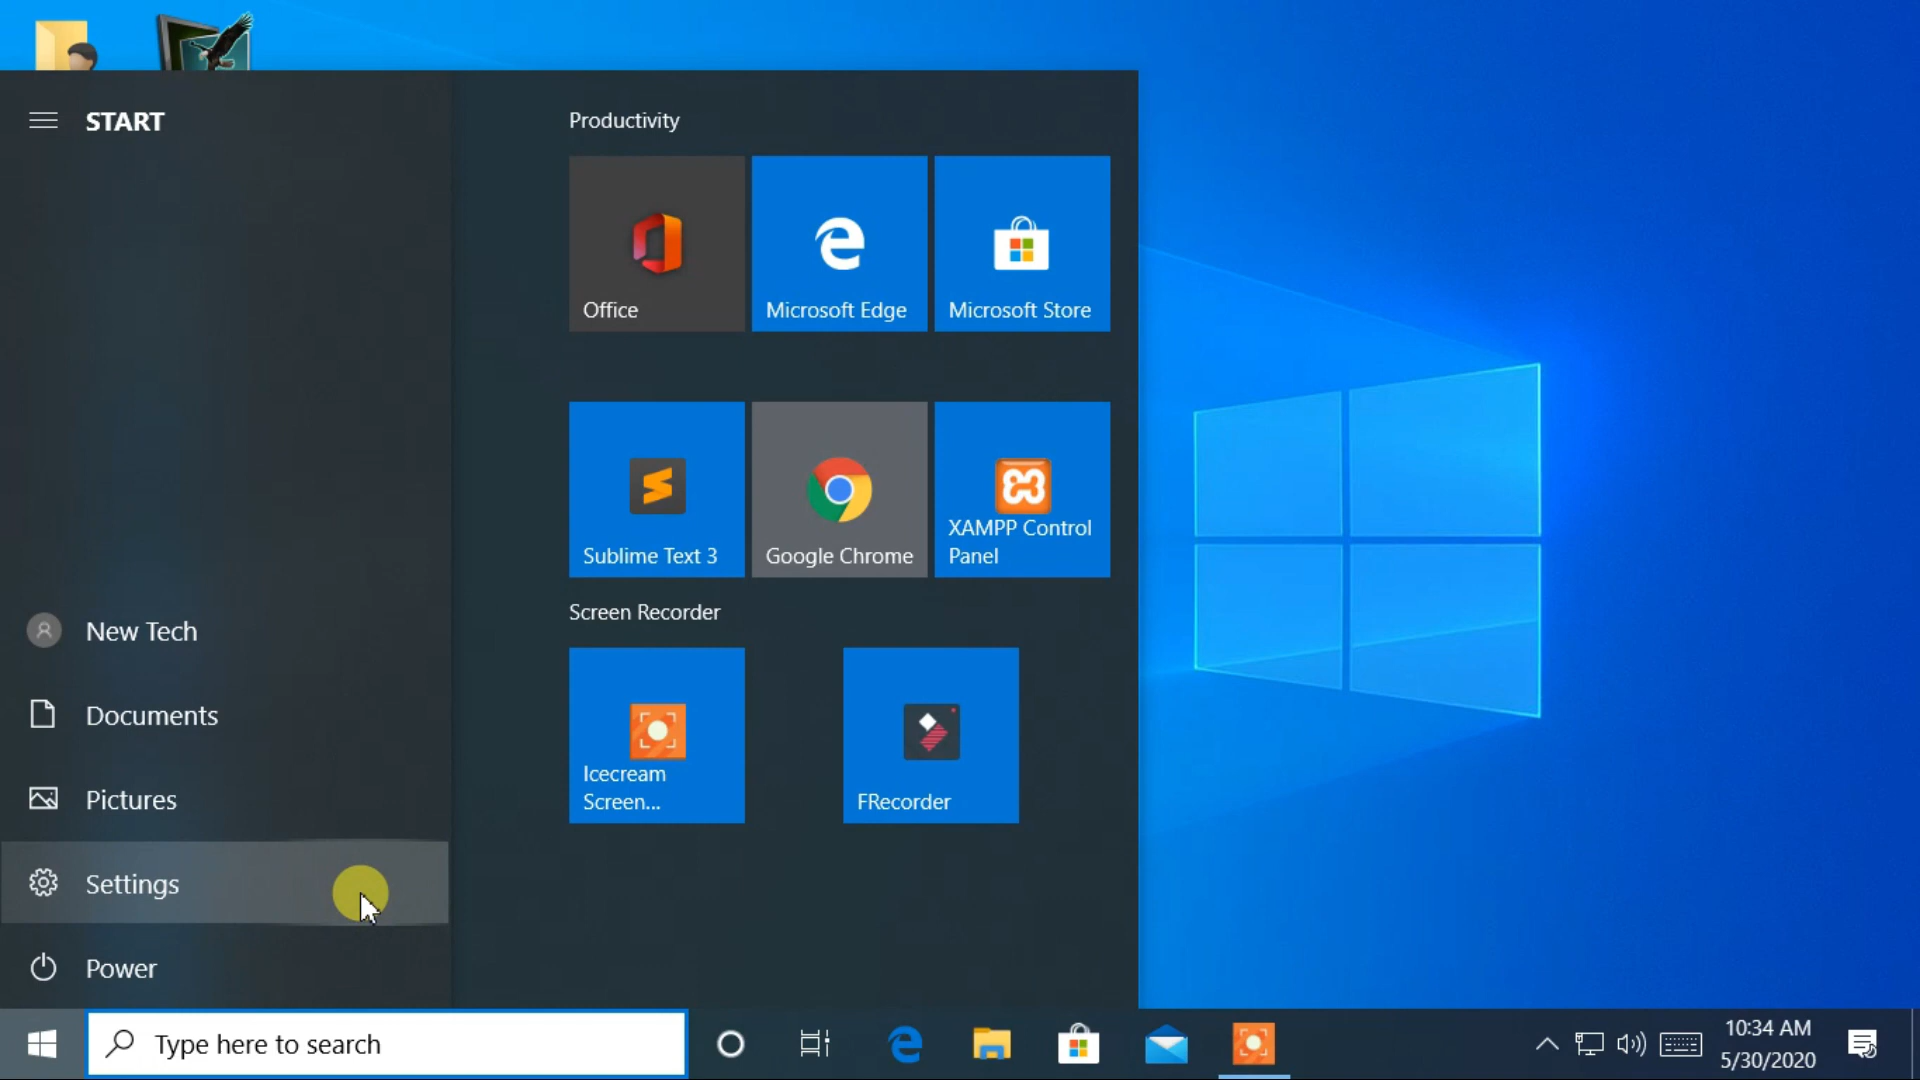 START
Productivity
Office
Microsoft Edge
Microsoft Store
Sublime Text 3
Google Chrome
XAMPP Control
Panel
Screen Recorder
Icecream
Screen...
FRecorder
New Tech
Documents
Pictures
Settings
Power
Type here to search
10:34 AM
5/30/2020